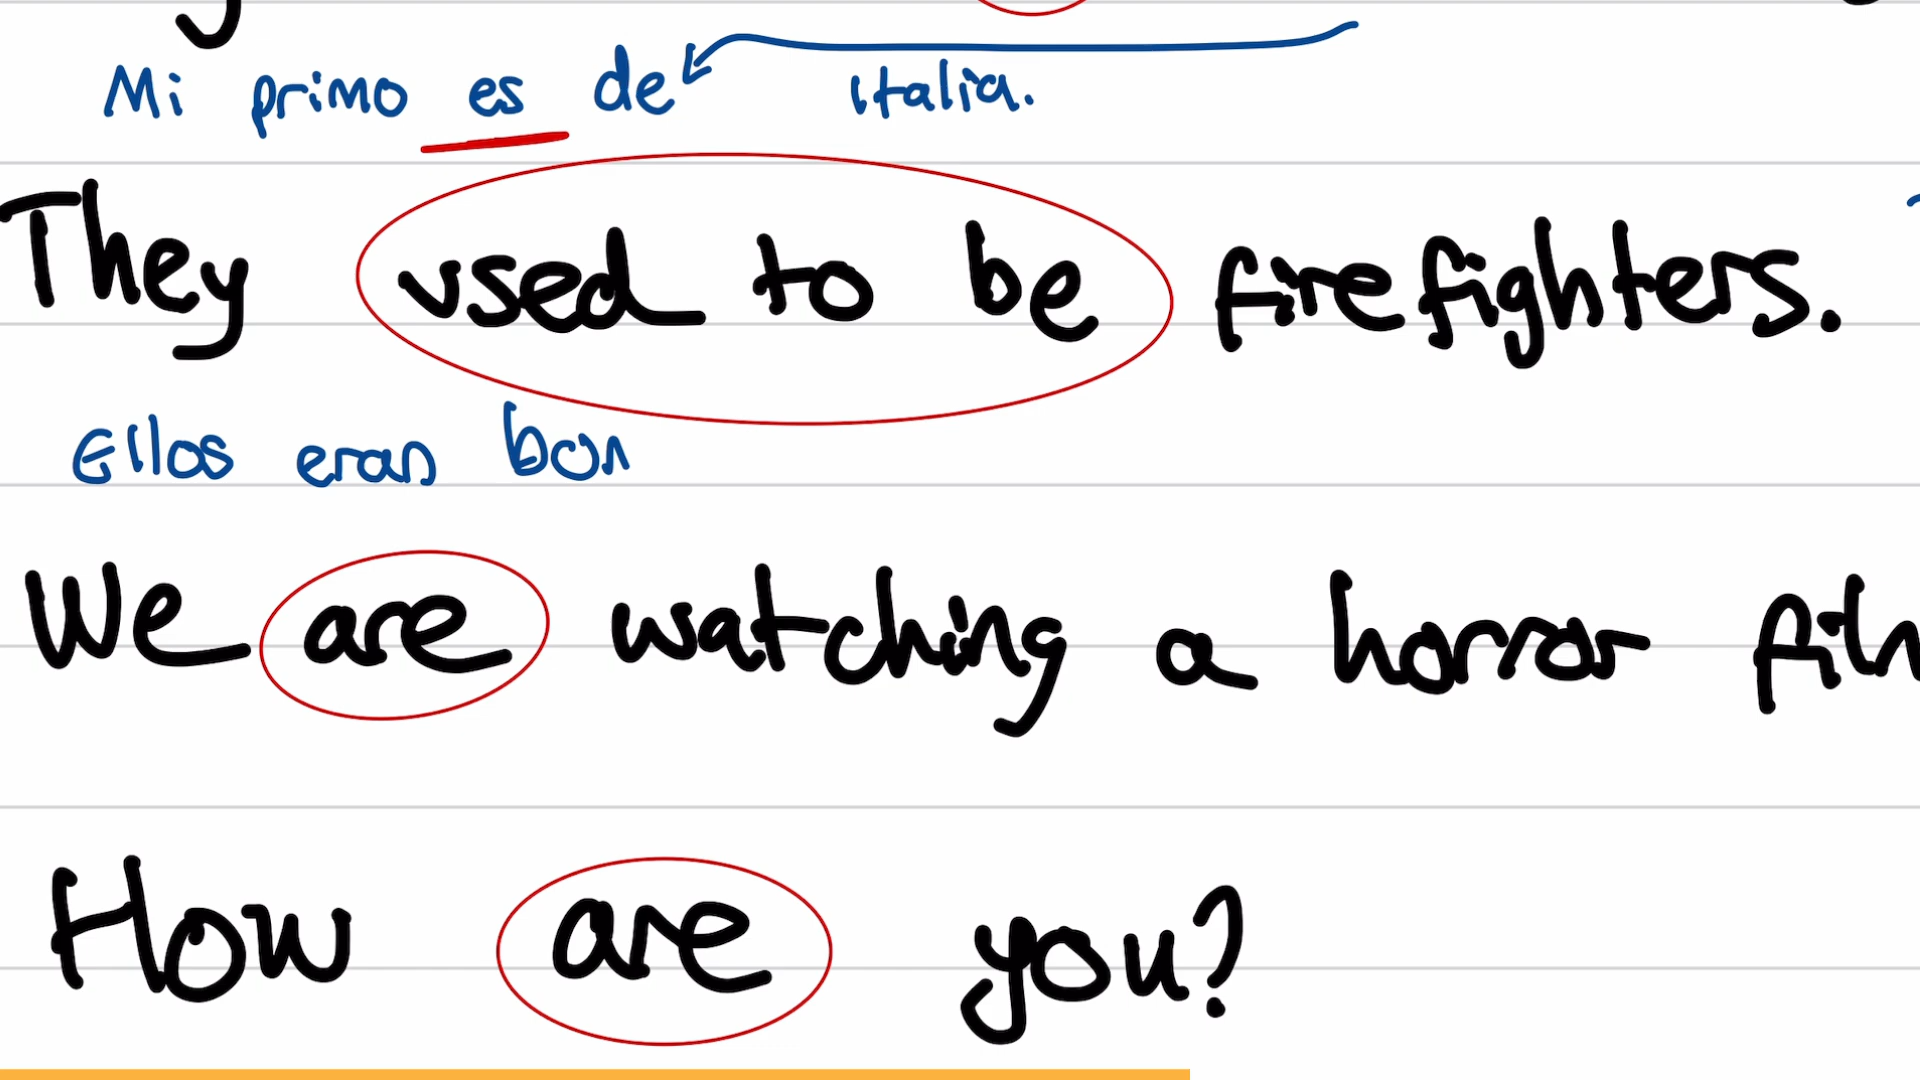 Mi primo es de italia.
They used to be firefighters.
Ellos eran bon
We are watching a horror
How are you?